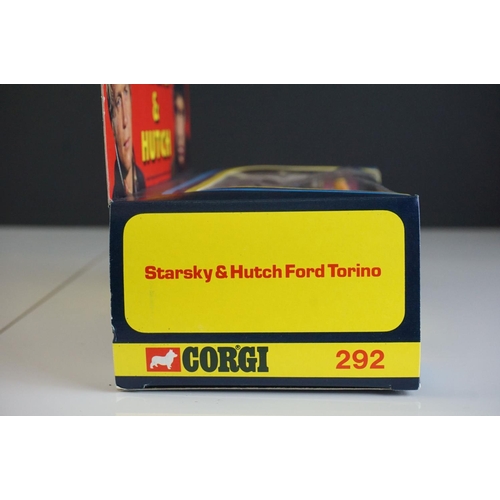 &
HUTCH
Starsky & Hutch Ford Torino
CORGI 292